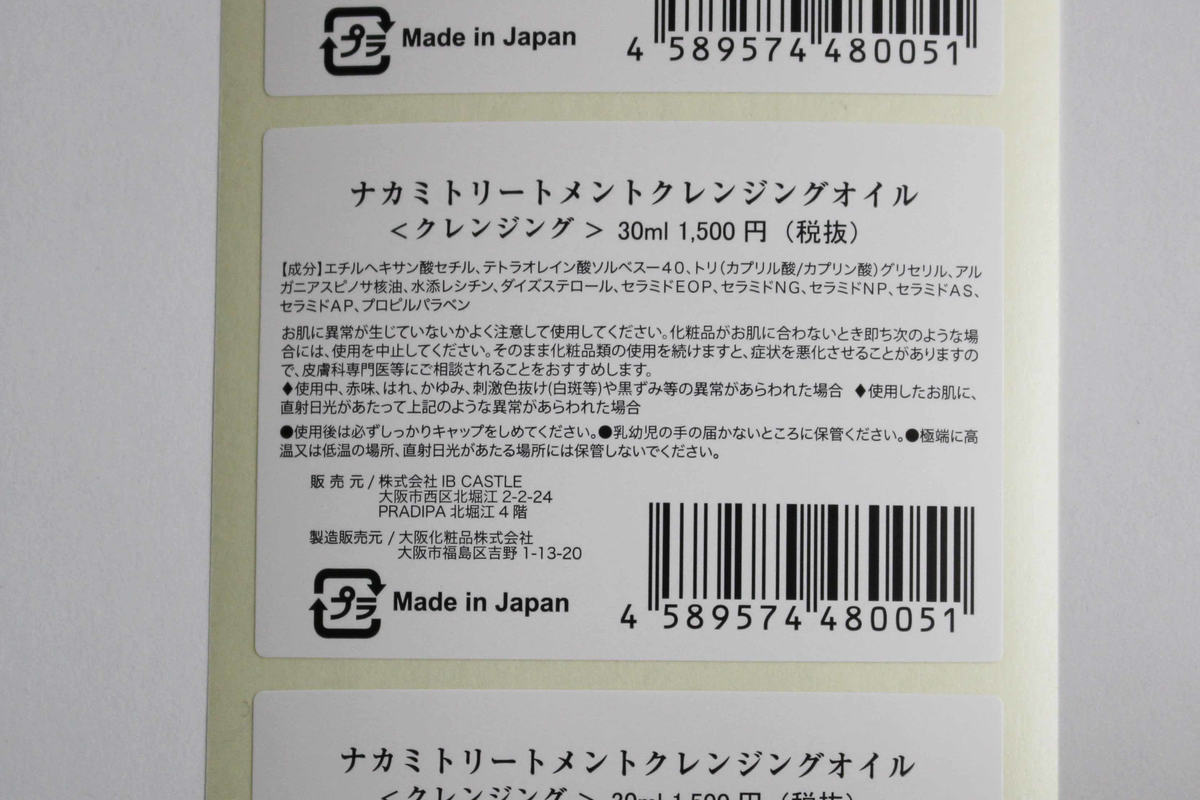 プラ Made in Japan
4 589574 480051
ナカミトリートメントクレンジングオイル
＜クレンジング＞ 30ml 1,500 円（税抜）
【成分】エチルヘキサン酸セチル、テトラオレイン酸ソルベス－４０、トリ（カプリル酸/カプリン酸）グリセリル、アル
ガニアスピノサ核油、水添レシチン、ダイズステロール、セラミドＥＯＰ、セラミドＮＧ、セラミドＮＰ、セラミドＡＳ、
セラミドＡＰ、プロピルパラベン
お肌に異常が生じていないかよく注意して使用してください。化粧品がお肌に合わないとき即ち次のような場
合には、使用を中止してください。そのまま化粧品類の使用を続けますと、症状を悪化させることがありますの
で、皮膚科専門医等にご相談されることをおすすめします。
♦使用中、赤味、はれ、かゆみ、刺激色抜け(白斑等)や黒ずみ等の異常があらわれた場合 ♦使用したお肌に、
直射日光があたって上記のような異常があらわれた場合
●使用後は必ずしっかりキャップをしめてください。●乳幼児の手の届かないところに保管ください。●極端に高
温又は低温の場所、直射日光があたる場所には保管しないでください。
販 売 元 / 株式会社 IB CASTLE
大阪市西区北堀江 2-2-24
PRADIPA 北堀江 4 階
製造販売元 / 大阪化粧品株式会社
大阪市福島区吉野 1-13-20
プラ Made in Japan
4 589574 480051
ナカミトリートメントクレンジングオイル
＜クレンジング＞ 30ml 1,500 円（税抜）